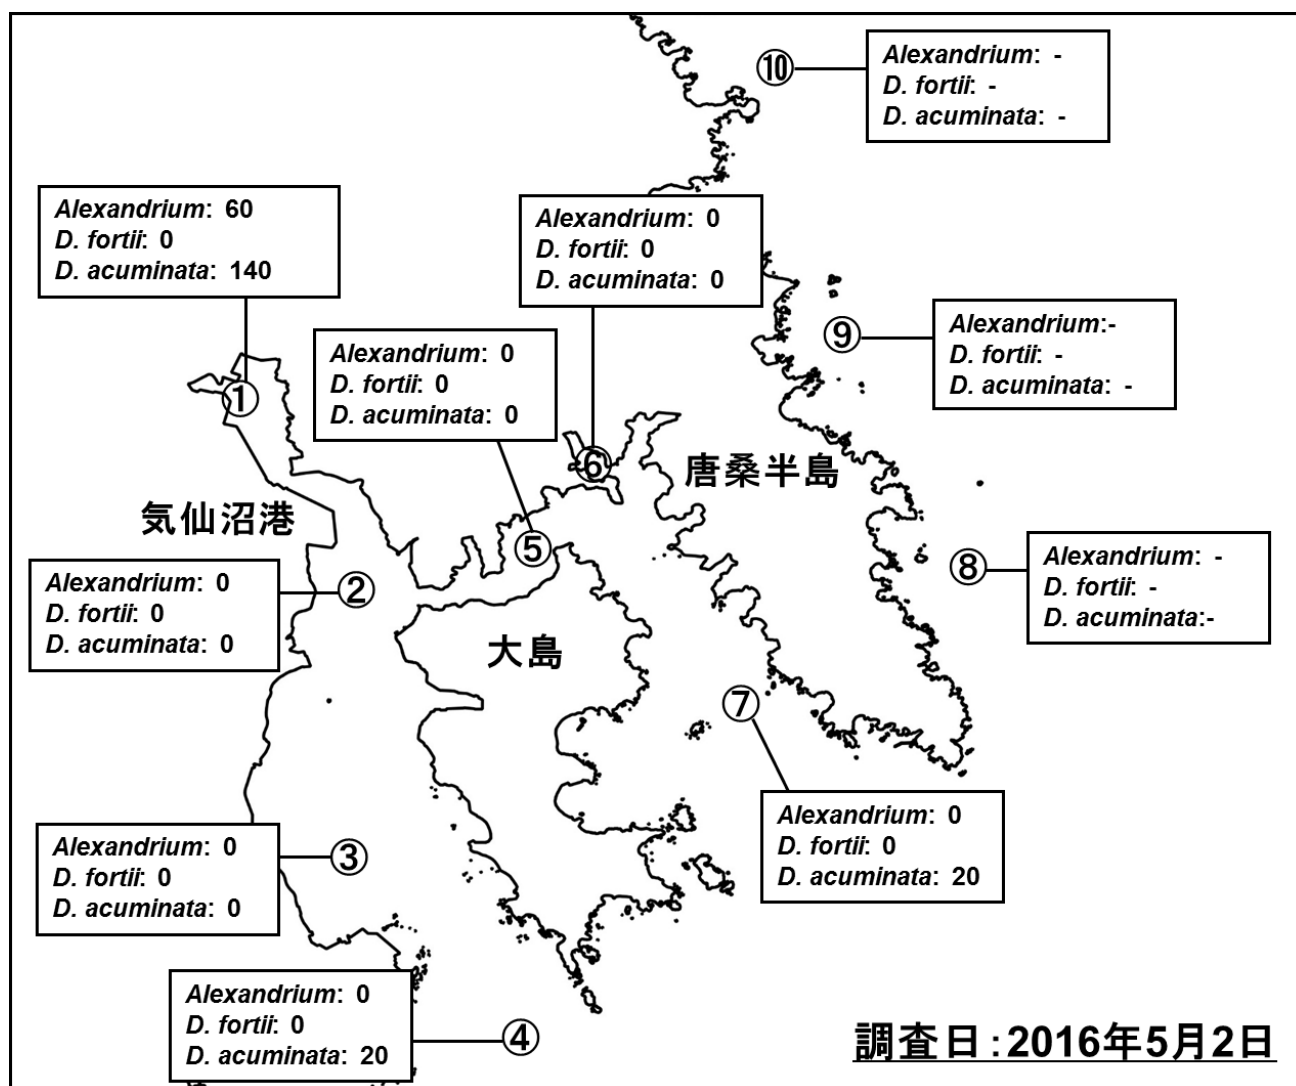 ⑩
Alexandrium: -
D. fortii: -
D. acuminata: -
Alexandrium: 60
D. fortii: 0
D. acuminata: 140
①
Alexandrium: 0
D. fortii: 0
D. acuminata: 0
⑥
⑨
Alexandrium:-
D. fortii: -
D. acuminata: -
Alexandrium: 0
D. fortii: 0
D. acuminata: 0
⑤
唐桑半島
気仙沼港
Alexandrium: 0
D. fortii: 0
D. acuminata: 0
②
⑧
Alexandrium: -
D. fortii: -
D. acuminata:-
大島
⑦
Alexandrium: 0
D. fortii: 0
D. acuminata: 20
Alexandrium: 0
D. fortii: 0
D. acuminata: 0
③
Alexandrium: 0
D. fortii: 0
D. acuminata: 20
④
調査日:2016年5月2日